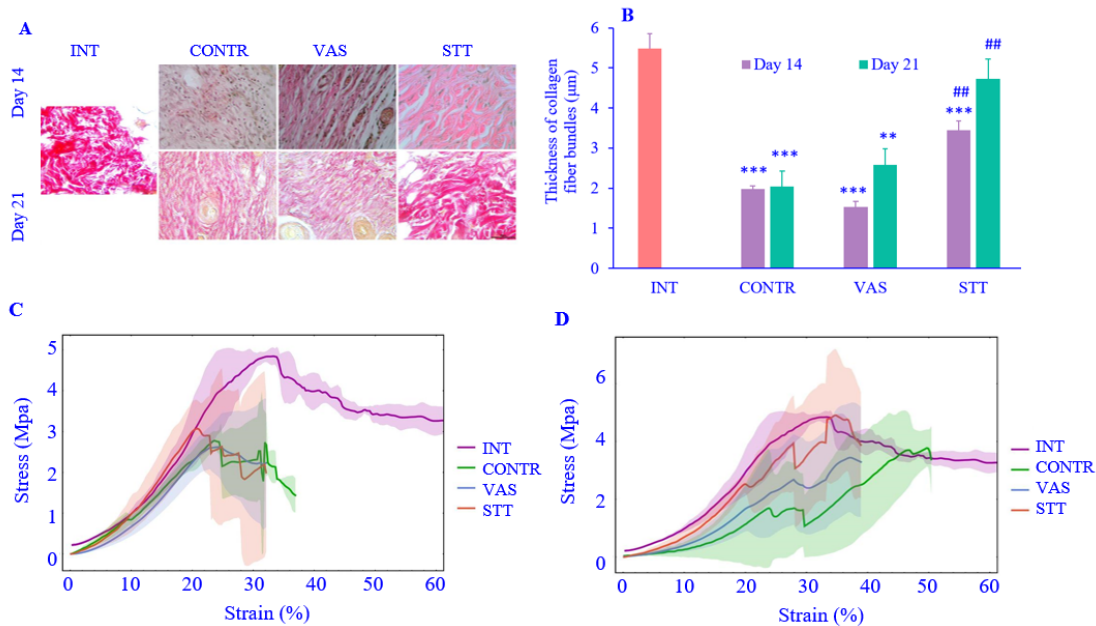 A
INT
CONTR
VAS
STT
Day 14
Day 21
B
Thickness of collagen
fiber bundles (μm)
6
5
4
3
2
1
0
Day 14
Day 21
***
***
***
**
##
***
##
INT
CONTR
VAS
STT
C
Stress (Mpa)
5
4
3
2
1
0
0
10
20
30
40
50
60
Strain (%)
INT
CONTR
VAS
STT
D
Stress (Mpa)
6
4
2
0
0
10
20
30
40
50
60
Strain (%)
INT
CONTR
VAS
STT